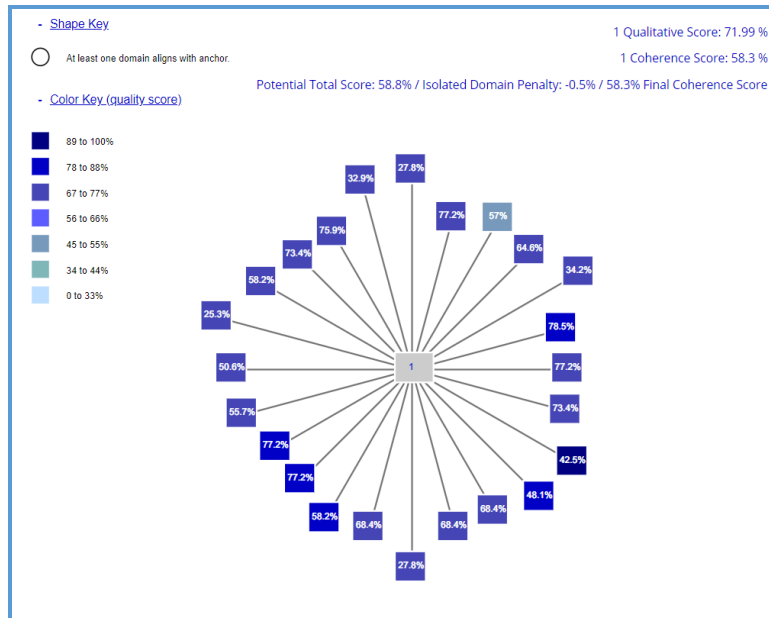 - Shape Key
At least one domain aligns with anchor.
- Color Key (quality score)
89 to 100%
78 to 88%
67 to 77%
56 to 66%
45 to 55%
34 to 44%
0 to 33%
1 Qualitative Score: 71.99 %
1 Coherence Score: 58.3 %
Potential Total Score: 58.8% / Isolated Domain Penalty: -0.5% / 58.3% Final Coherence Score
27.8%
32.9%
77.2%
57%
75.9%
64.6%
73.4%
34.2%
58.2%
25.3%
78.5%
50.6%
1
77.2%
55.7%
73.4%
77.2%
42.5%
77.2%
48.1%
58.2%
68.4%
68.4%
68.4%
27.8%